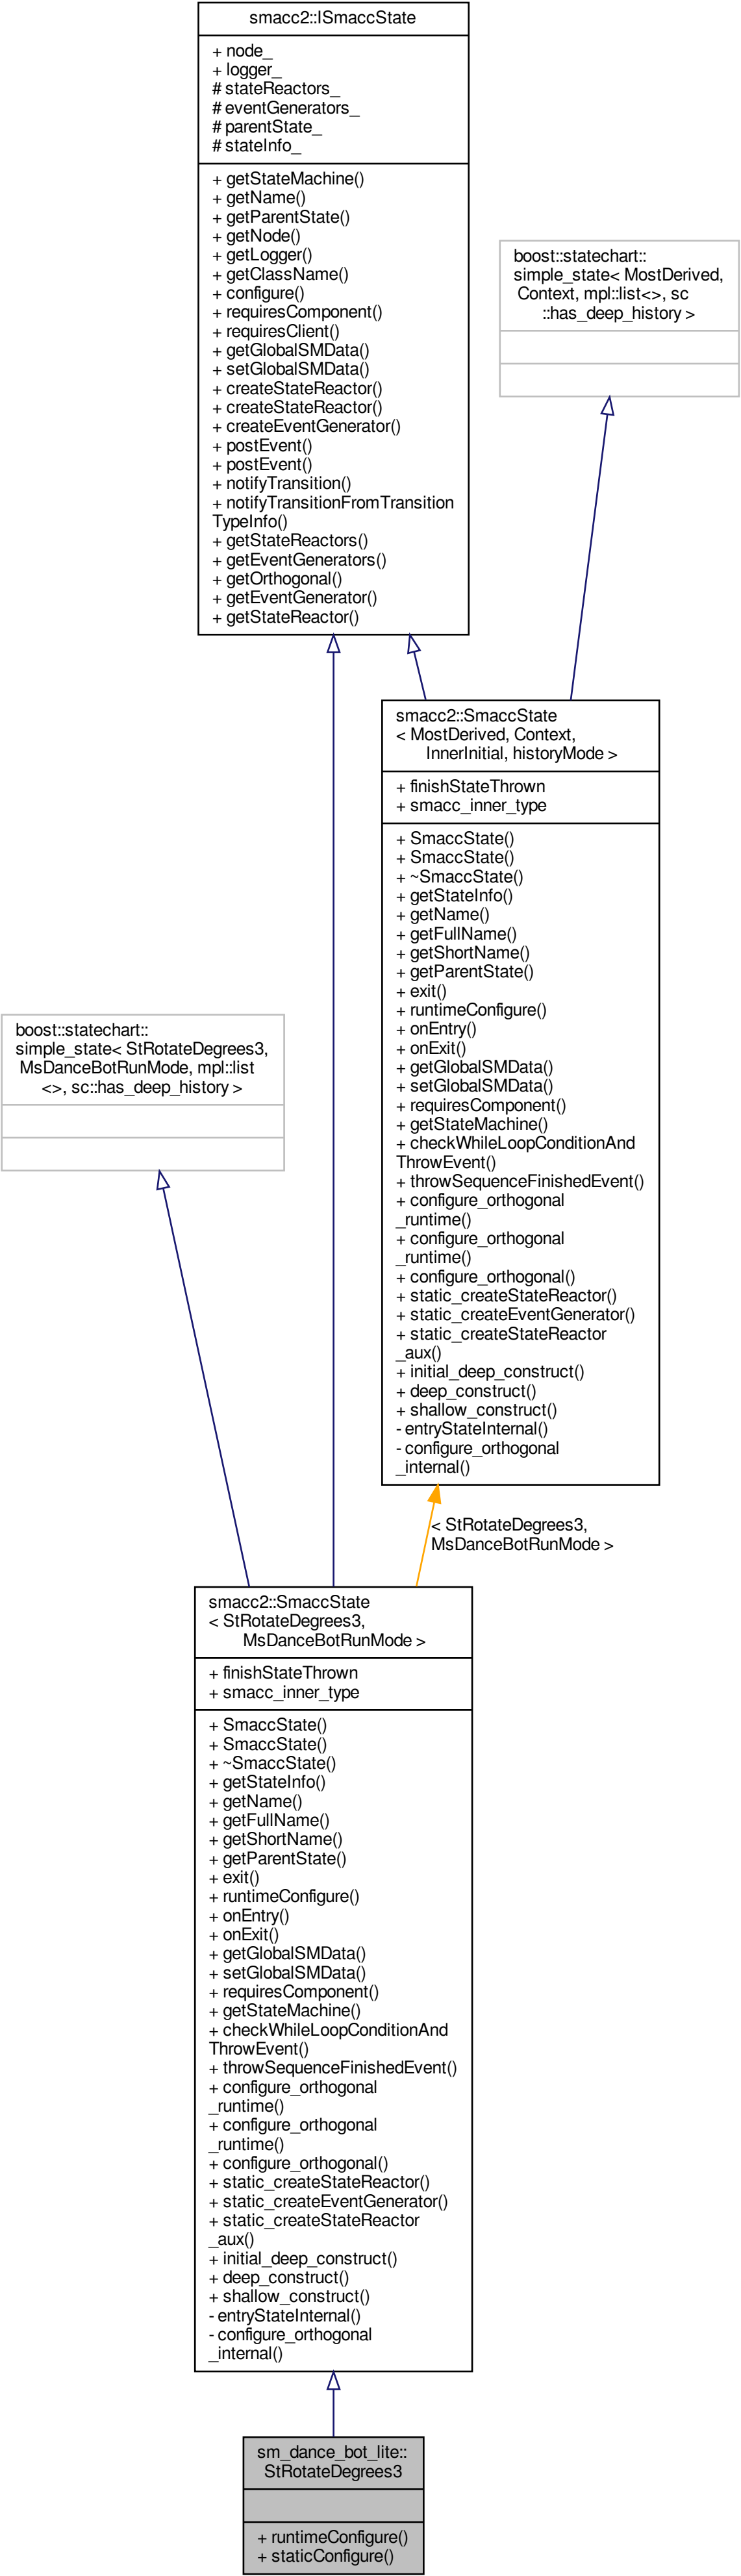 smacc2::ISmaccState
+ node_
+ logger_
# stateReactors_
# eventGenerators_
# parentState_
# stateInfo_
+ getStateMachine()
+ getName()
+ getParentState()
+ getNode()
+ getLogger()
+ getClassName()
+ configure()
+ requiresComponent()
+ requiresClient()
+ getGlobalSMData()
+ setGlobalSMData()
+ createStateReactor()
+ createStateReactor()
+ createEventGenerator()
+ postEvent()
+ postEvent()
+ notifyTransition()
+ notifyTransitionFromTransition
TypeInfo()
+ getStateReactors()
+ getEventGenerators()
+ getOrthogonal()
+ getEventGenerator()
+ getStateReactor()
boost::statechart::
simple_state< MostDerived,
Context, mpl::list<>, sc
::has_deep_history >
smacc2::SmaccState
< MostDerived, Context,
InnerInitial, historyMode >
+ finishStateThrown
+ smacc_inner_type
+ SmaccState()
+ SmaccState()
+ ~SmaccState()
+ getStateInfo()
+ getName()
+ getFullName()
+ getShortName()
+ getParentState()
+ exit()
+ runtimeConfigure()
+ onEntry()
+ onExit()
+ getGlobalSMData()
+ setGlobalSMData()
+ requiresComponent()
+ getStateMachine()
+ checkWhileLoopConditionAnd
ThrowEvent()
+ throwSequenceFinishedEvent()
+ configure_orthogonal
_runtime()
+ configure_orthogonal
_runtime()
+ configure_orthogonal()
+ static_createStateReactor()
+ static_createEventGenerator()
+ static_createStateReactor
_aux()
+ initial_deep_construct()
+ deep_construct()
+ shallow_construct()
- entryStateInternal()
- configure_orthogonal
_internal()
boost::statechart::
simple_state< StRotateDegrees3,
MsDanceBotRunMode, mpl::list
<>, sc::has_deep_history >
< StRotateDegrees3,
MsDanceBotRunMode >
smacc2::SmaccState
< StRotateDegrees3,
MsDanceBotRunMode >
+ finishStateThrown
+ smacc_inner_type
+ SmaccState()
+ SmaccState()
+ ~SmaccState()
+ getStateInfo()
+ getName()
+ getFullName()
+ getShortName()
+ getParentState()
+ exit()
+ runtimeConfigure()
+ onEntry()
+ onExit()
+ getGlobalSMData()
+ setGlobalSMData()
+ requiresComponent()
+ getStateMachine()
+ checkWhileLoopConditionAnd
ThrowEvent()
+ throwSequenceFinishedEvent()
+ configure_orthogonal
_runtime()
+ configure_orthogonal
_runtime()
+ configure_orthogonal()
+ static_createStateReactor()
+ static_createEventGenerator()
+ static_createStateReactor
_aux()
+ initial_deep_construct()
+ deep_construct()
+ shallow_construct()
- entryStateInternal()
- configure_orthogonal
_internal()
sm_dance_bot_lite::
StRotateDegrees3
+ runtimeConfigure()
+ staticConfigure()